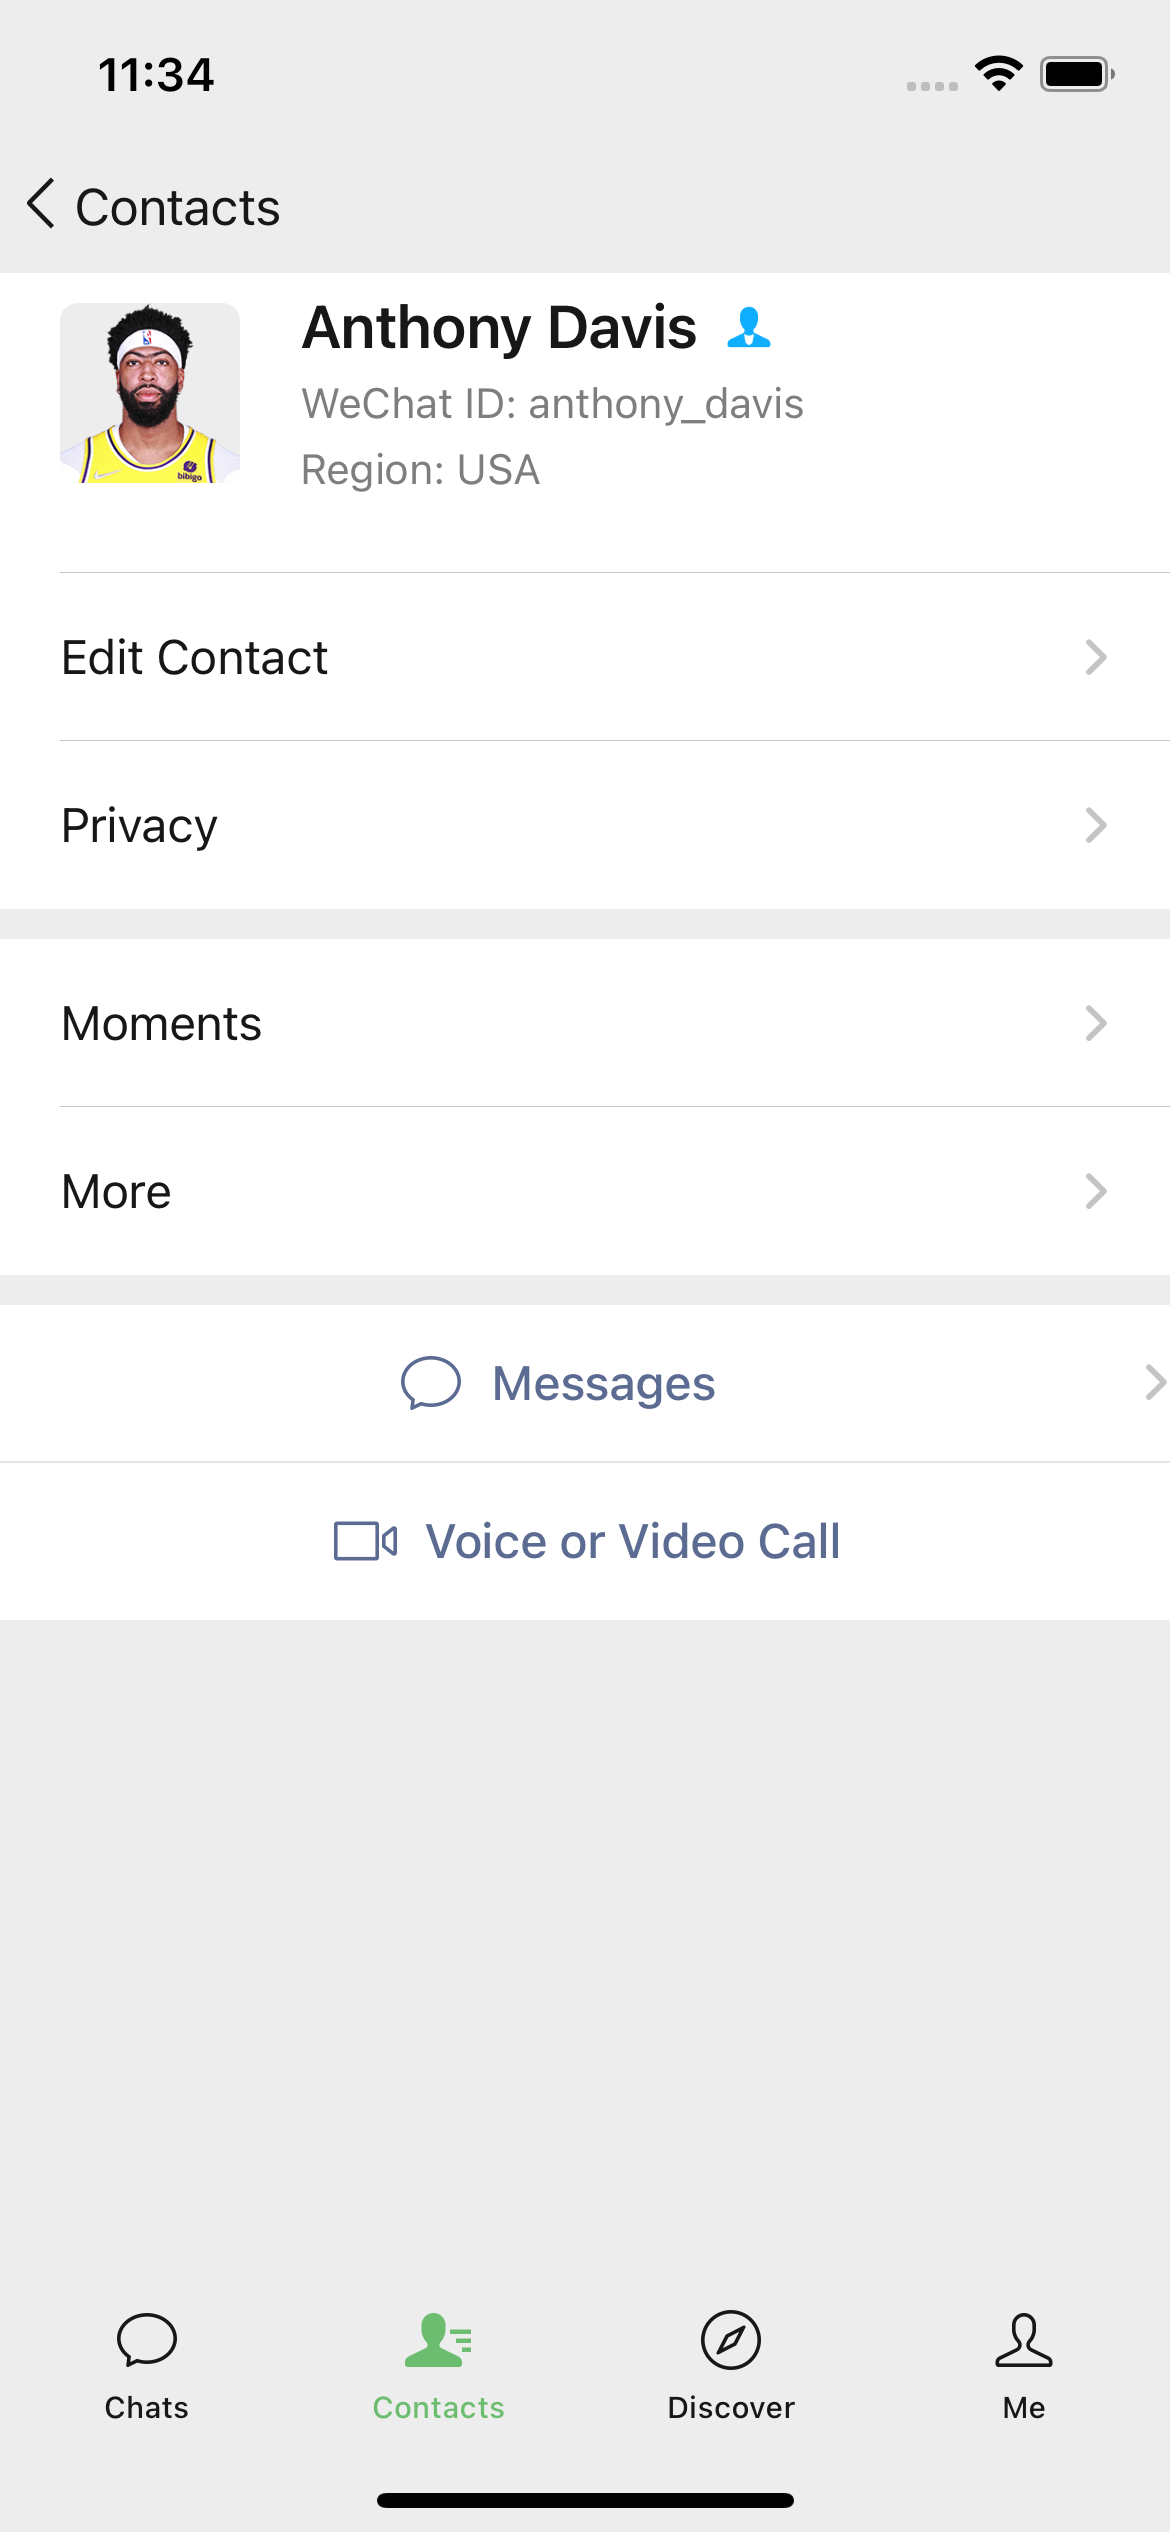 11:34
Contacts
Anthony Davis
WeChat ID: anthony_davis
Region: USA
bibigo
Edit Contact
Privacy
Moments
More
Messages
Voice or Video Call
Chats
Contacts
Discover
Me